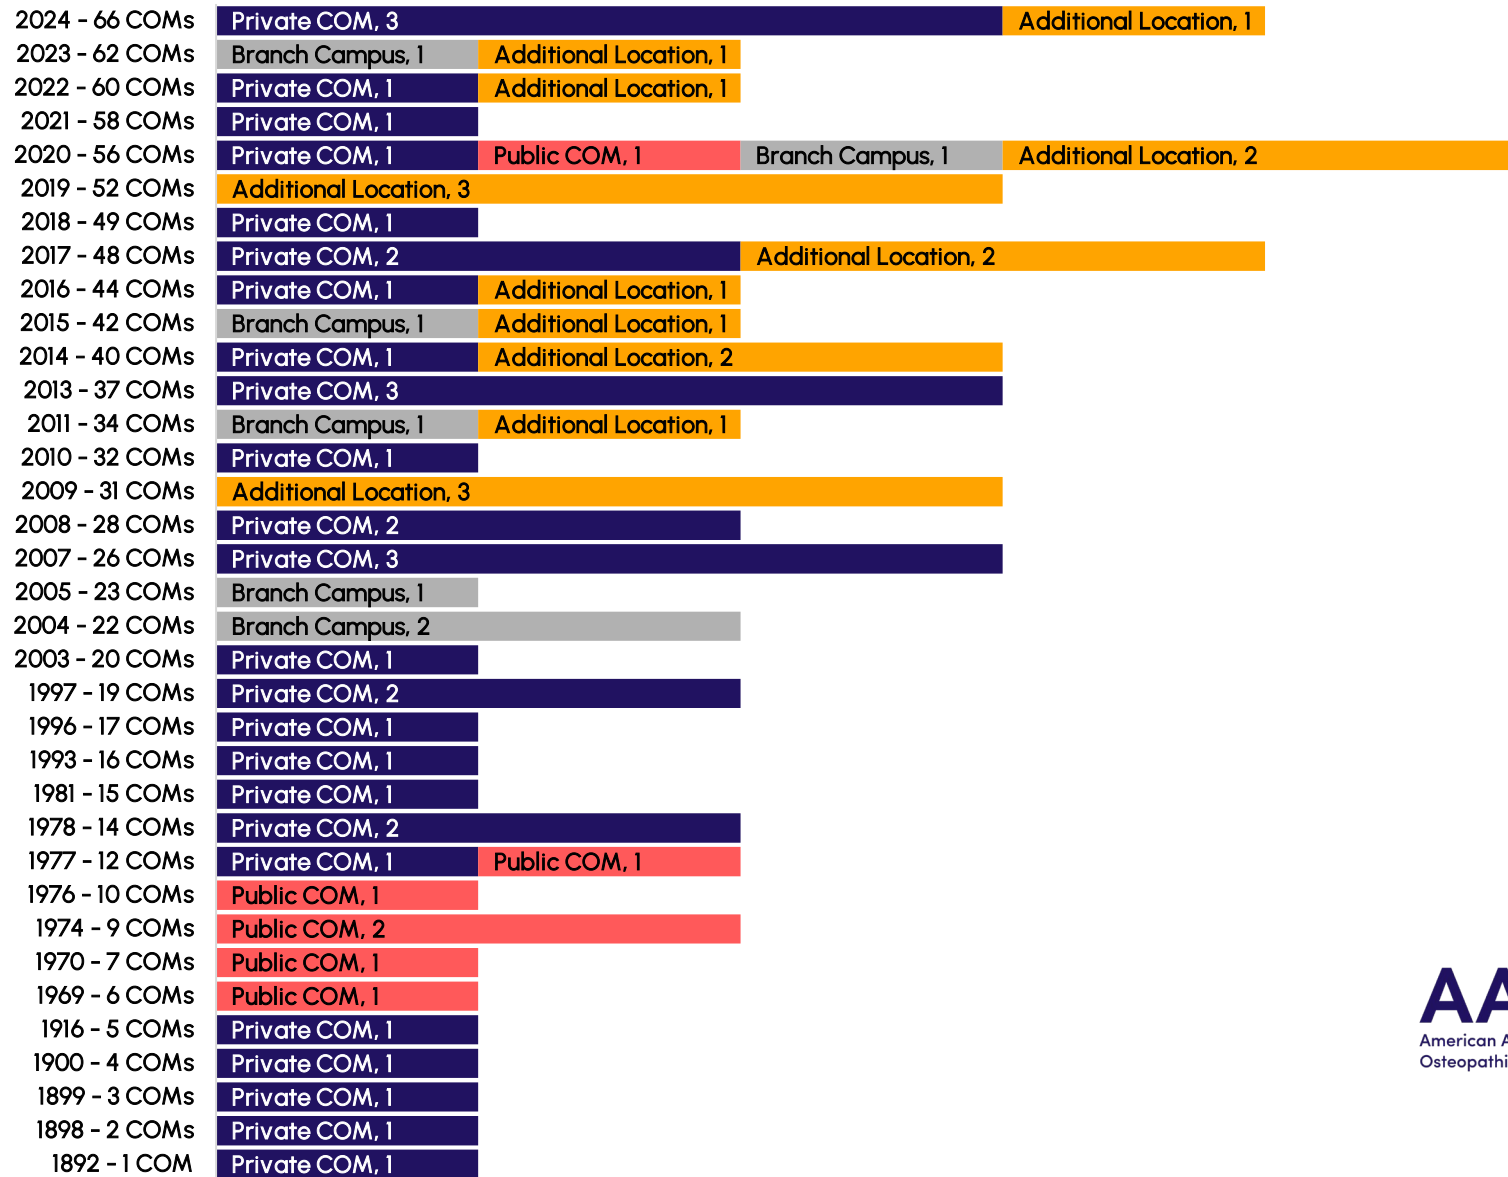 2024 - 66 COMs Private COM, 3 Additional Location, 1
2023 - 62 COMs Branch Campus, 1 Additional Location, 1
2022 - 60 COMs Private COM, 1 Additional Location, 1
2021 - 58 COMs Private COM, 1
2020 - 56 COMs Private COM, 1 Public COM, 1 Branch Campus, 1 Additional Location, 2
2019 - 52 COMs Additional Location, 3
2018 - 49 COMs Private COM, 1
2017 - 48 COMs Private COM, 2 Additional Location, 2
2016 - 44 COMs Private COM, 1 Additional Location, 1
2015 - 42 COMs Branch Campus, 1 Additional Location, 1
2014 - 40 COMs Private COM, 1 Additional Location, 2
2013 - 37 COMs Private COM, 3
2011 - 34 COMs Branch Campus, 1 Additional Location, 1
2010 - 32 COMs Private COM, 1
2009 - 31 COMs Additional Location, 3
2008 - 28 COMs Private COM, 2
2007 - 26 COMs Private COM, 3
2005 - 23 COMs Branch Campus, 1
2004 - 22 COMs Branch Campus, 2
2003 - 20 COMs Private COM, 1
1997 - 19 COMs Private COM, 2
1996 - 17 COMs Private COM, 1
1993 - 16 COMs Private COM, 1
1981 - 15 COMs Private COM, 1
1978 - 14 COMs Private COM, 2
1977 - 12 COMs Private COM, 1 Public COM, 1
1976 - 10 COMs Public COM, 1
1974 - 9 COMs Public COM, 2
1970 - 7 COMs Public COM, 1
1969 - 6 COMs Public COM, 1
1916 - 5 COMs Private COM, 1
1900 - 4 COMs Private COM, 1
1899 - 3 COMs Private COM, 1
1898 - 2 COMs Private COM, 1
1892 - 1 COM Private COM, 1
AA
American A
Osteopathi